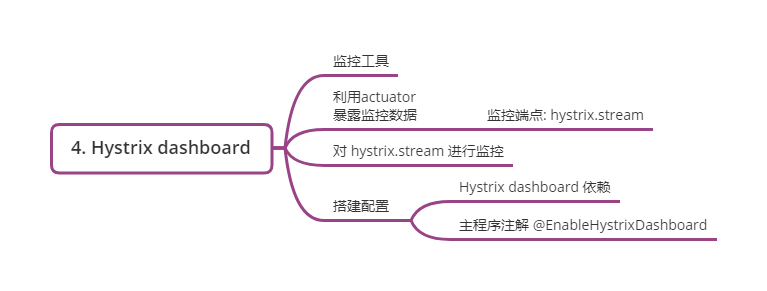 4. Hystrix dashboard
监控工具
利用actuator
暴露监控数据
监控端点: hystrix.stream
对 hystrix.stream 进行监控
搭建配置
Hystrix dashboard 依赖
主程序注解 @EnableHystrixDashboard